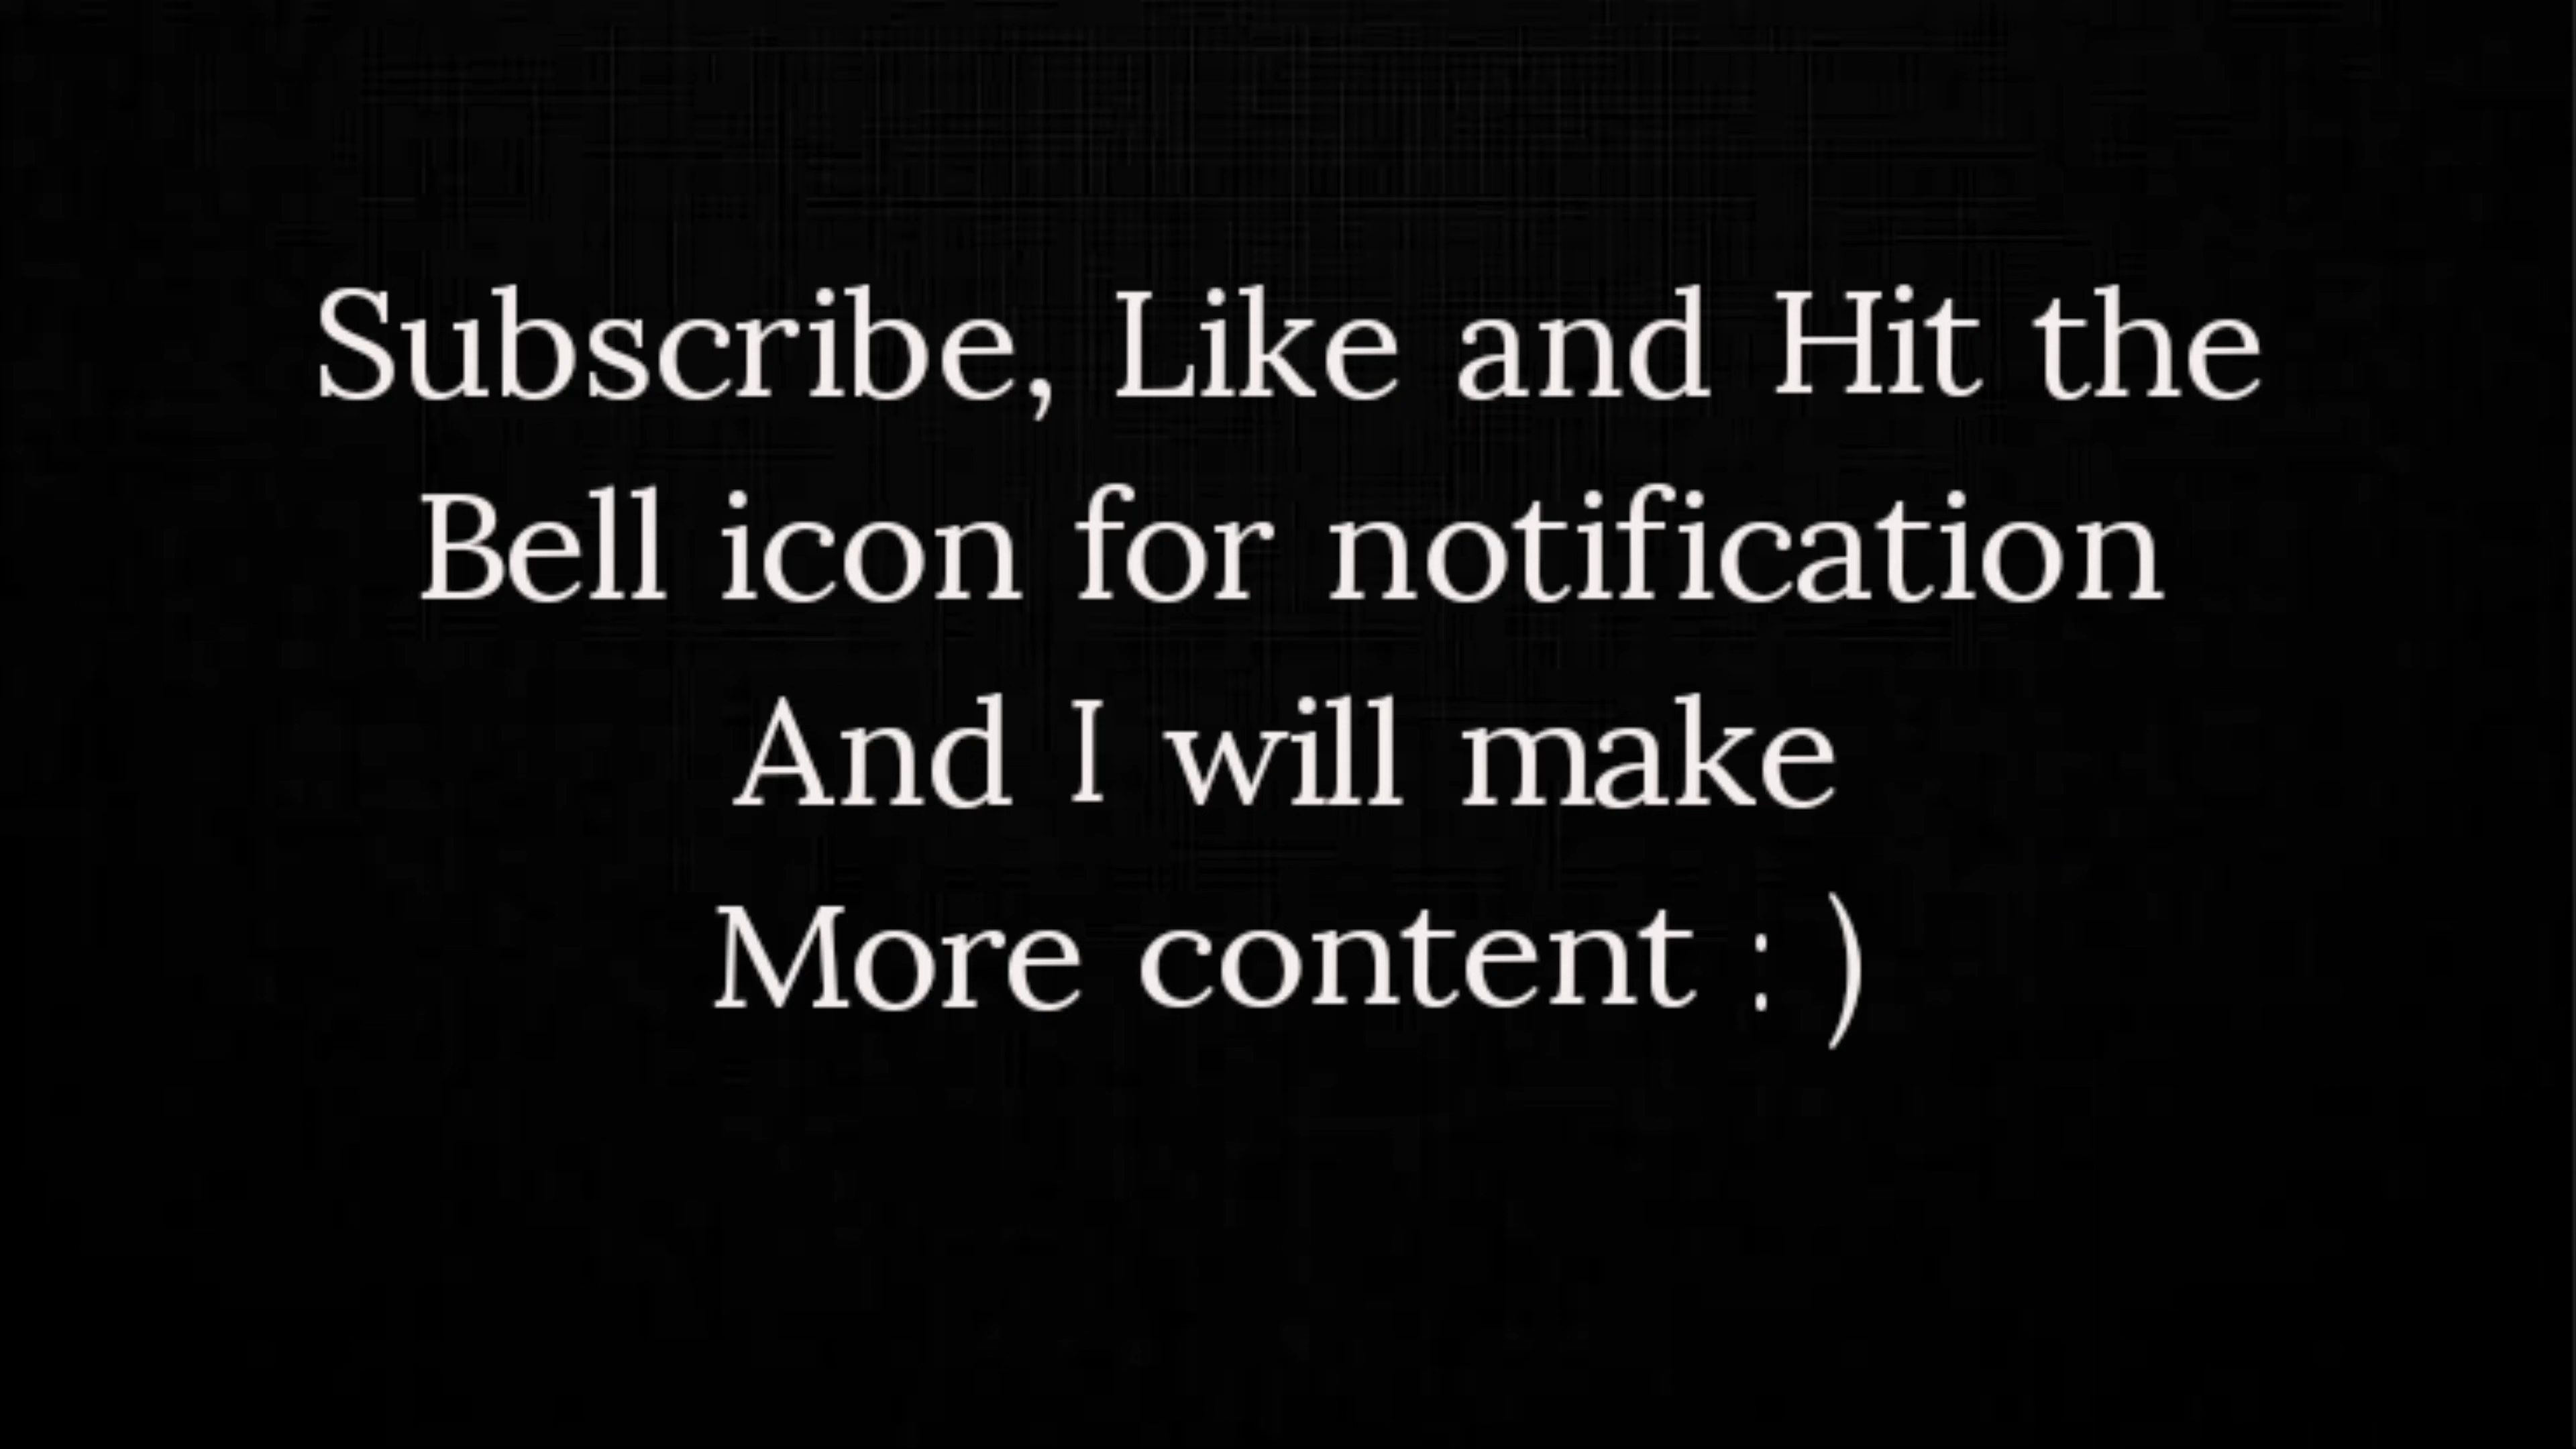 Subscribe, Like and Hit the
Bell icon for notification
And I will make
More content : )